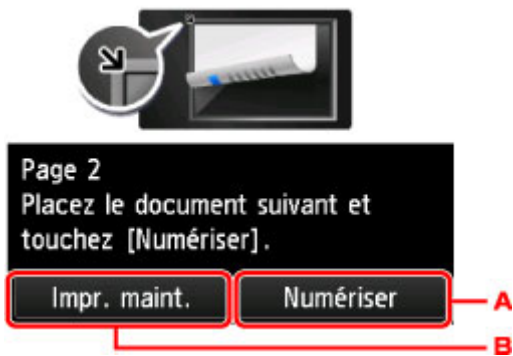 Page 2
Placez le document suivant et
touchez [Numériser].
Impr. maint.
Numériser
A
B